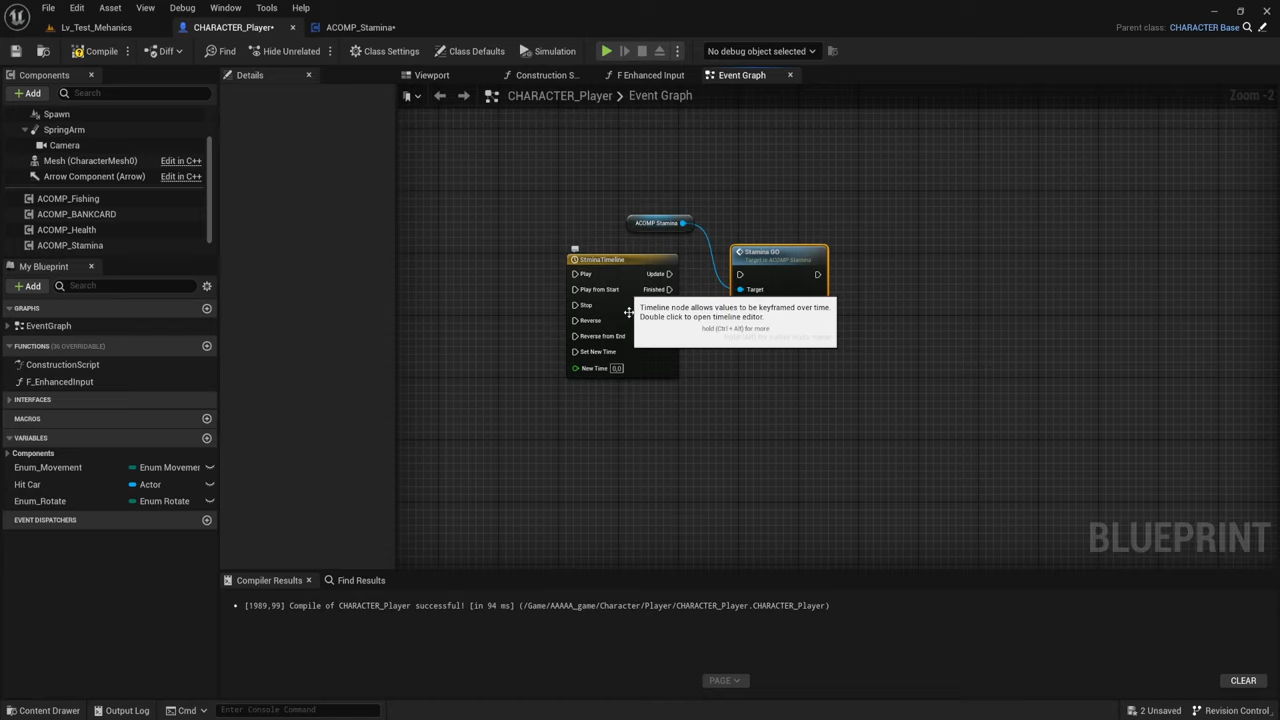 File Edit Asset View Debug Window Tools Help
Lv_Test_Mehanics CHARACTER_Player• ACOMP_Stamina• Parent class: CHARACTER Base
Compile Diff Find Hide Unrelated Class Settings Class Defaults Simulation No debug object selected
Components Details Viewport Construction S... F Enhanced Input Event Graph
Add Search CHARACTER_Player > Event Graph Zoom -2
Spawn
SpringArm
Camera
Mesh (CharacterMesh0) Edit in C++
Arrow Component (Arrow) Edit in C++
ACOMP_Fishing
ACOMP_BANKCARD
ACOMP_Health
ACOMP_Stamina
My Blueprint
Add Search
GRAPHS
EventGraph
FUNCTIONS (36 OVERRIDABLE)
ConstructionScript
F_EnhancedInput
INTERFACES
MACROS
VARIABLES
Components
Enum_Movement Enum Movemer
Hit Car Actor
Enum_Rotate Enum Rotate
EVENT DISPATCHERS
ACOMP Stamina
StminaTimeline
Play Update
Play from Start Finished
Stop
Reverse
Reverse from End
Set New Time
New Time 0,0
Stamina GO
Target is ACOMP Stamina
Target
Timeline node allows values to be keyframed over time.
Double click to open timeline editor.
hold (Ctrl + Alt) for more
BLUEPRINT
Compiler Results Find Results
[1989,99] Compile of CHARACTER_Player successful! [in 94 ms] (/Game/AAAAA_game/Character/Player/CHARACTER_Player.CHARACTER_Player)
PAGE CLEAR
Content Drawer Output Log Cmd Enter Console Command 2 Unsaved Revision Control